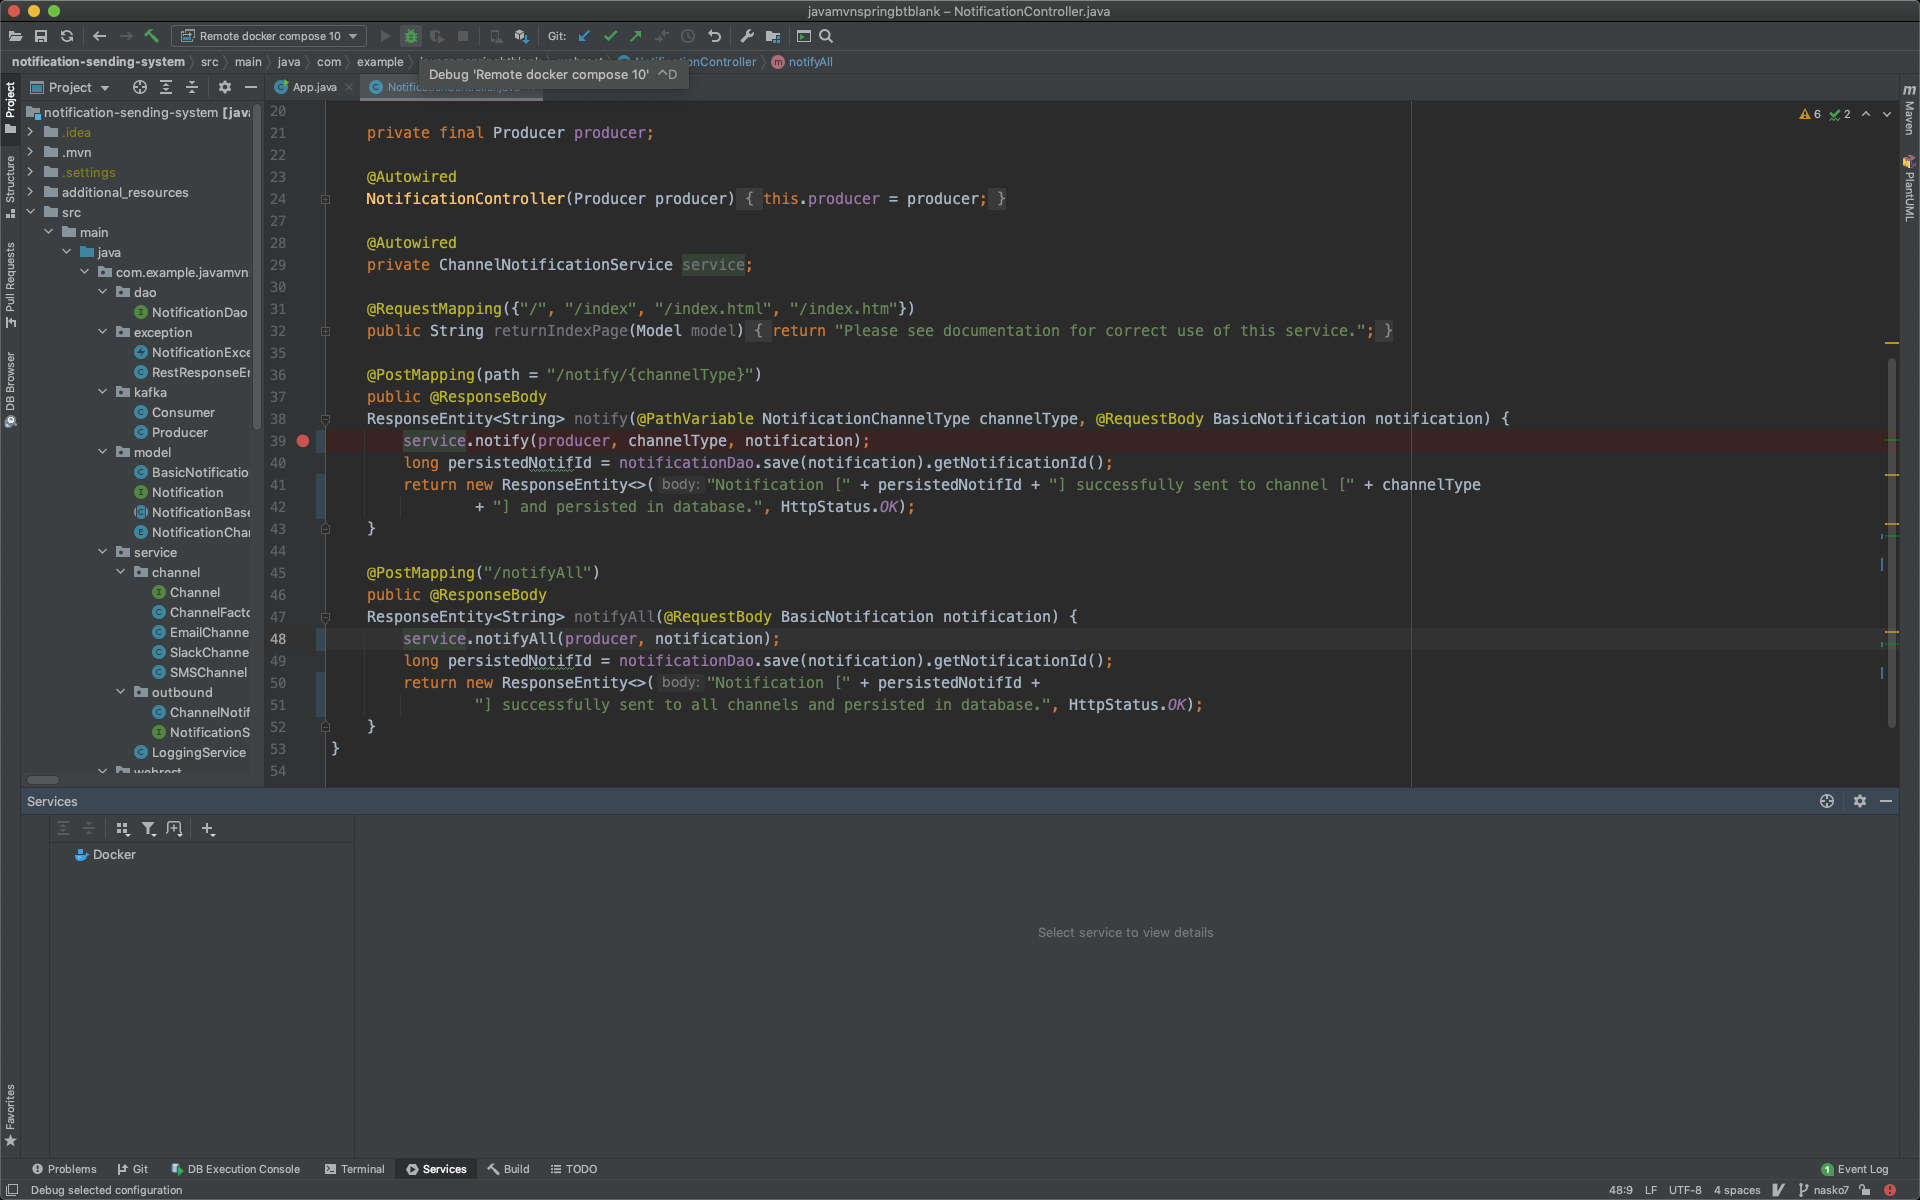 javamvnspringbtblank – NotificationController.java
Remote docker compose 10
Git:
notification-sending-system src main java com example
Controller notifyAll
Debug 'Remote docker compose 10' ^D
Project
App.java
Project
Structure
Pull Requests
DB Browser
Favorites
Maven
PlantUML
notification-sending-system [java
.idea
.mvn
.settings
additional_resources
src
main
java
com.example.javamvn
dao
NotificationDao
exception
NotificationExce
RestResponseEr
kafka
Consumer
Producer
model
BasicNotificatio
Notification
NotificationBase
NotificationChar
service
channel
Channel
ChannelFacto
EmailChanne
SlackChanne
SMSChannel
outbound
ChannelNotif
NotificationS
LoggingService
webrest
6 2
20
21 private final Producer producer;
22
23 @Autowired
24 NotificationController(Producer producer) { this.producer = producer; }
27
28 @Autowired
29 private ChannelNotificationService service;
30
31 @RequestMapping({"/", "/index", "/index.html", "/index.htm"})
32 public String returnIndexPage(Model model) { return "Please see documentation for correct use of this service."; }
35
36 @PostMapping(path = "/notify/{channelType}")
37 public @ResponseBody
38 ResponseEntity<String> notify(@PathVariable NotificationChannelType channelType, @RequestBody BasicNotification notification) {
39 service.notify(producer, channelType, notification);
40 long persistedNotifId = notificationDao.save(notification).getNotificationId();
41 return new ResponseEntity<>( body: "Notification [" + persistedNotifId + "] successfully sent to channel [" + channelType
42 + "] and persisted in database.", HttpStatus.OK);
43 }
44
45 @PostMapping("/notifyAll")
46 public @ResponseBody
47 ResponseEntity<String> notifyAll(@RequestBody BasicNotification notification) {
48 service.notifyAll(producer, notification);
49 long persistedNotifId = notificationDao.save(notification).getNotificationId();
50 return new ResponseEntity<>( body: "Notification [" + persistedNotifId +
51 "] successfully sent to all channels and persisted in database.", HttpStatus.OK);
52 }
53 }
54
Services
Docker
Select service to view details
Problems Git DB Execution Console Terminal Services Build TODO
1 Event Log
Debug selected configuration
48:9 LF UTF-8 4 spaces nasko7